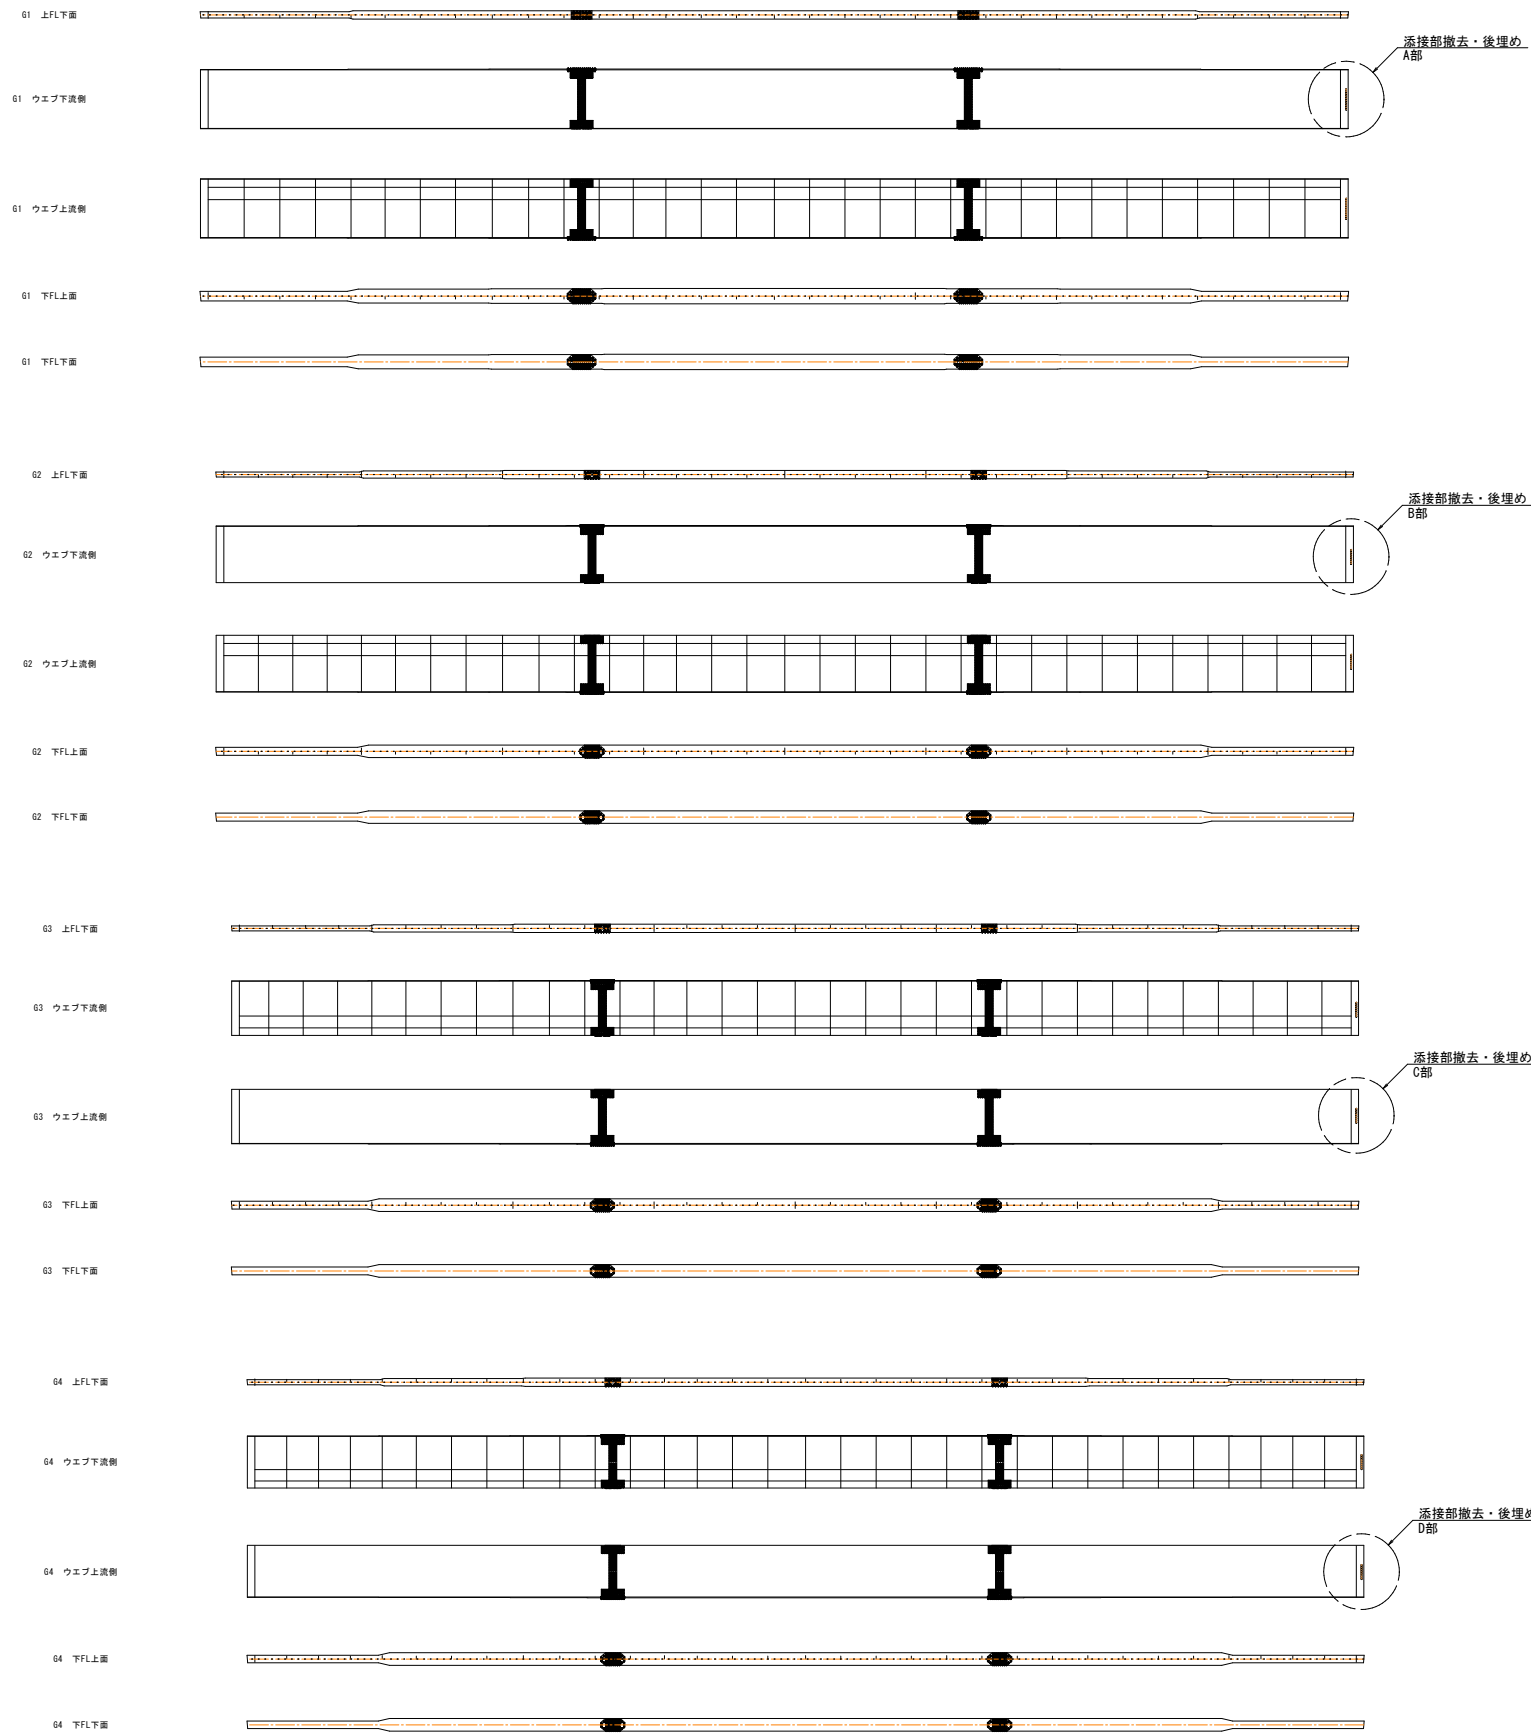 G1 上FL下面
添接部撤去・後埋め
A部
G1 ウエブ下流側
G1 ウエブ上流側
G1 下FL上面
G1 下FL下面
G2 上FL下面
添接部撤去・後埋め
B部
G2 ウエブ下流側
G2 ウエブ上流側
G2 下FL上面
G2 下FL下面
G3 上FL下面
G3 ウエブ下流側
添接部撤去・後埋め
C部
G3 ウエブ上流側
G3 下FL上面
G3 下FL下面
G4 上FL下面
G4 ウエブ下流側
添接部撤去・後埋め
D部
G4 ウエブ上流側
G4 下FL上面
G4 下FL下面